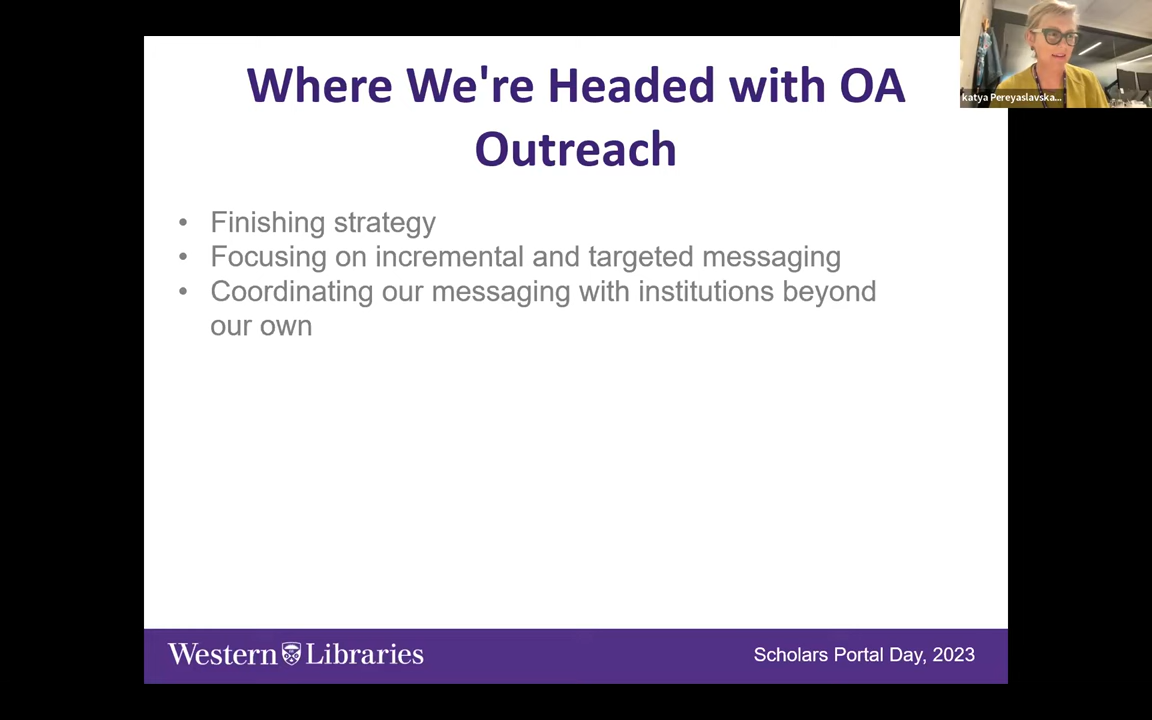 Where We're Headed with OA
Outreach
• Finishing strategy
• Focusing on incremental and targeted messaging
• Coordinating our messaging with institutions beyond
our own
Western Libraries
Scholars Portal Day, 2023
katya Pereyaslavska...